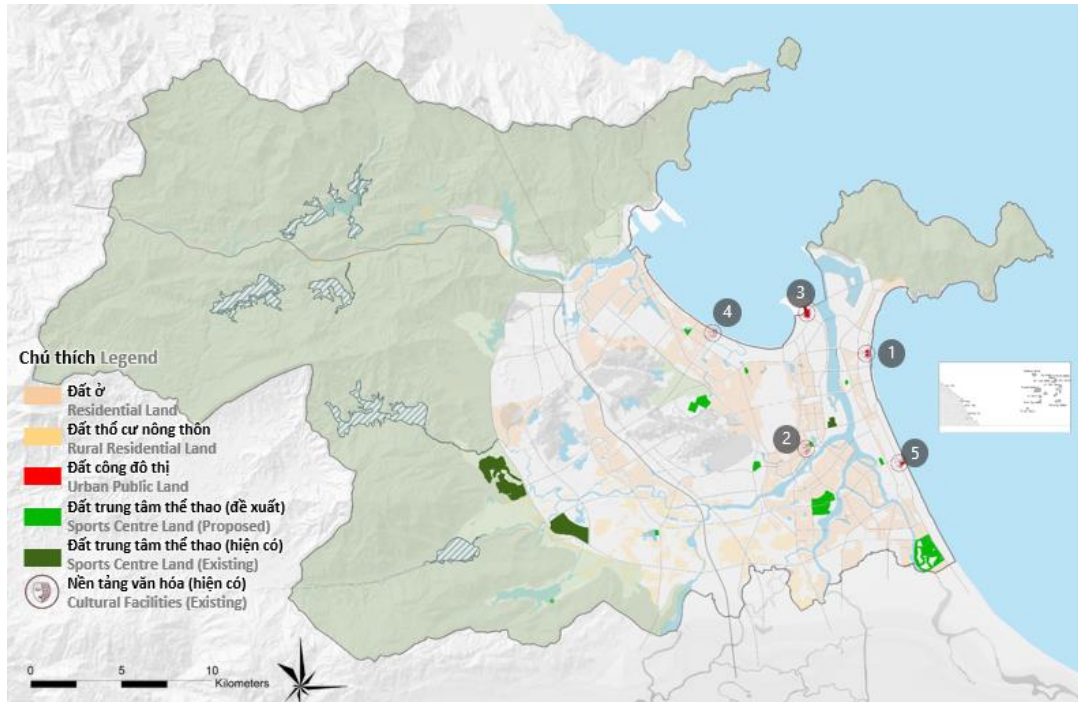 3
4
1
2
5
Chú thích Legend
Đất ở
Residential Land
Đất thổ cư nông thôn
Rural Residential Land
Đất công đô thị
Urban Public Land
Đất trung tâm thể thao (đề xuất)
Sports Centre Land (Proposed)
Đất trung tâm thể thao (hiện có)
Sports Centre Land (Existing)
Nền tảng văn hóa (hiện có)
Cultural Facilities (Existing)
0 5 10
Kilometers